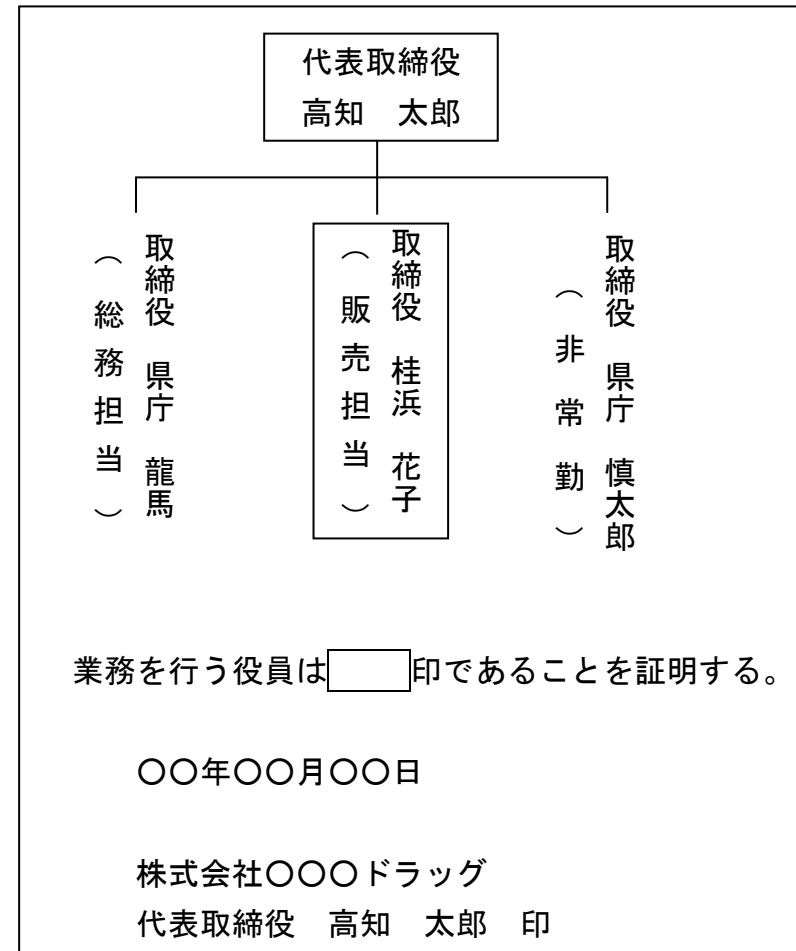 代表取締役
高知　太郎
取締役　県庁　龍馬
（総務担当）
取締役　桂浜　花子
（販売担当）
取締役　県庁　慎太郎
（非常勤）
業務を行う役員は　　印であることを証明する。
〇〇年〇〇月〇〇日
株式会社〇〇〇ドラッグ
代表取締役　高知　太郎　印